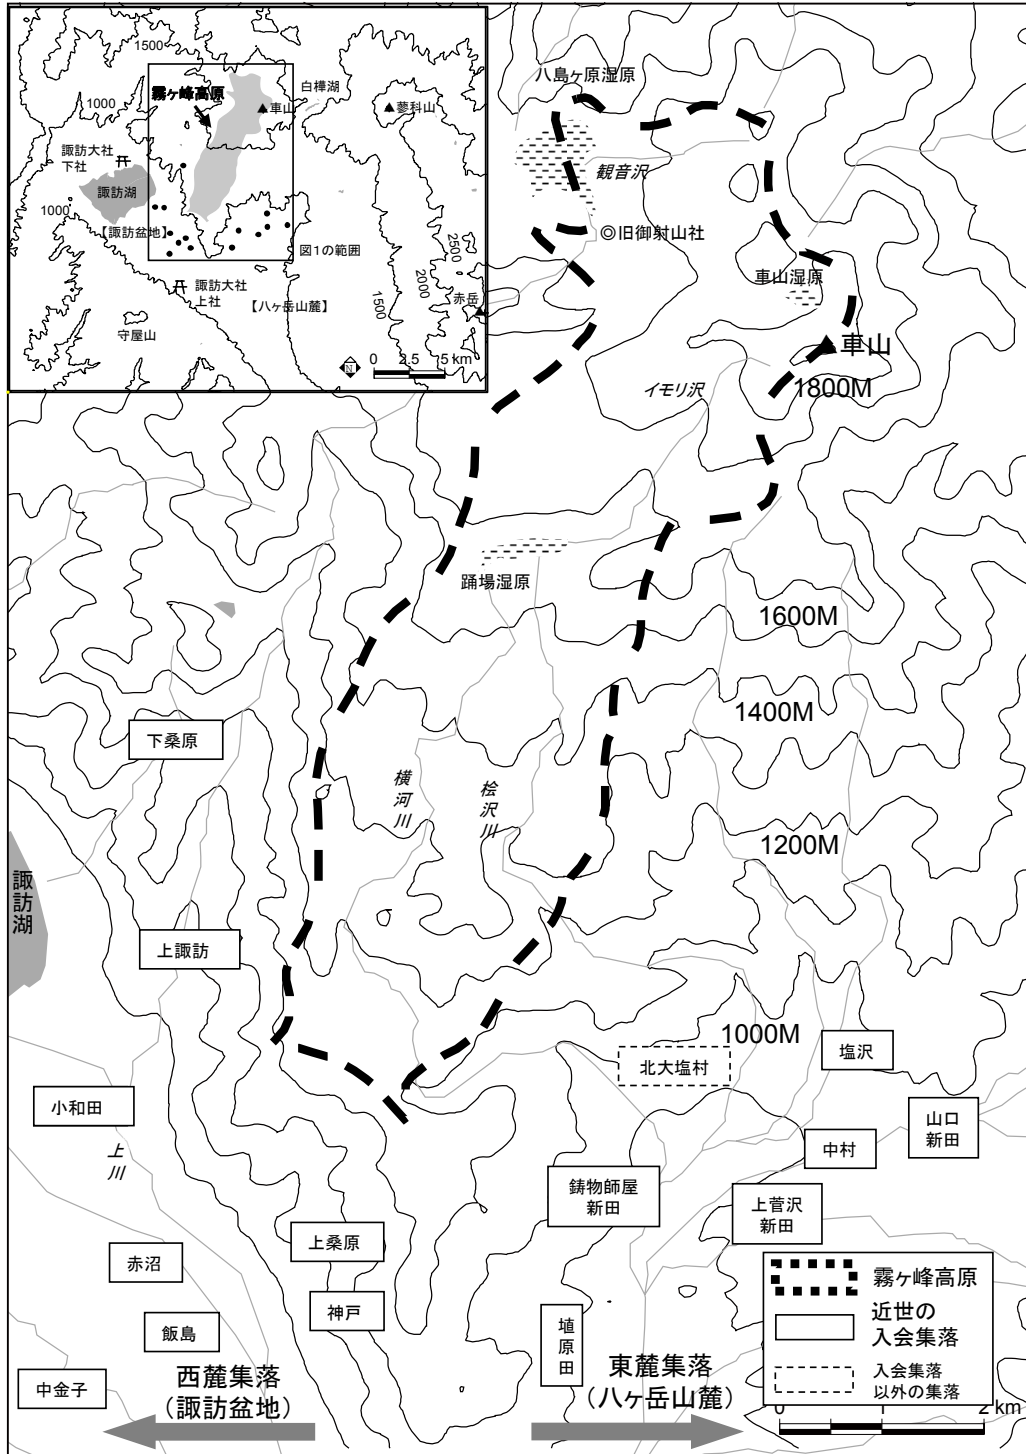 1500
1000
霧ヶ峰高原
車山
白樺湖
蓼科山
諏訪大社
下社
諏訪湖
1000
【諏訪盆地】
図1の範囲
諏訪大社
上社
【八ヶ岳山麓】
守屋山
1500
2000
2500
赤岳
N
0 2.5 5 km
八島ヶ原湿原
観音沢
◎旧御射山社
車山湿原
車山
1800M
イモリ沢
踊場湿原
1600M
1400M
1200M
1000M
下桑原
横河川
桧沢川
諏訪湖
上諏訪
塩沢
北大塩村
小和田
上川
山口
新田
中村
鋳物師屋
新田
上菅沢
新田
上桑原
赤沼
神戸
飯島
埴原田
中金子
西麓集落
(諏訪盆地)
東麓集落
(八ヶ岳山麓)
霧ヶ峰高原
近世の
入会集落
入会集落
以外の集落
0 1 2 km